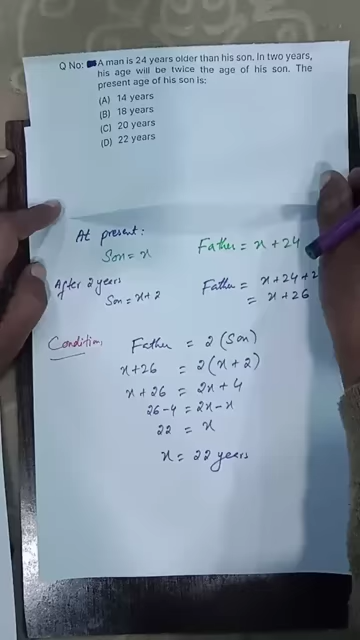 Q No: A man is 24 years older than his son. In two years,
his age will be twice the age of his son. The
present age of his son is:
(A) 14 years
(B) 18 years
(C) 20 years
(D) 22 years
At present:
Son = x
Father = x + 24
After 2 years
Son = x + 2
Father = x + 24 + 2
= x + 26
Condition,
Father = 2 (Son)
x + 26 = 2(x + 2)
x + 26 = 2x + 4
26 - 4 = 2x - x
22 = x
x = 22 years